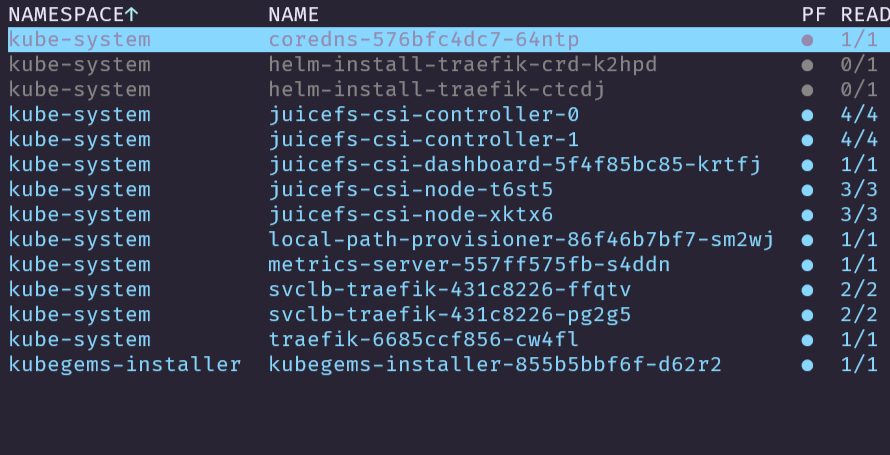 NAMESPACE↑ NAME PF READ
kube-system coredns-576bfc4dc7-64ntp ● 1/1
kube-system helm-install-traefik-crd-k2hpd ● 0/1
kube-system helm-install-traefik-ctcdj ● 0/1
kube-system juicefs-csi-controller-0 ● 4/4
kube-system juicefs-csi-controller-1 ● 4/4
kube-system juicefs-csi-dashboard-5f4f85bc85-krtfj ● 1/1
kube-system juicefs-csi-node-t6st5 ● 3/3
kube-system juicefs-csi-node-xktx6 ● 3/3
kube-system local-path-provisioner-86f46b7bf7-sm2wj ● 1/1
kube-system metrics-server-557ff575fb-s4ddn ● 1/1
kube-system svclb-traefik-431c8226-ffqtv ● 2/2
kube-system svclb-traefik-431c8226-pg2g5 ● 2/2
kube-system traefik-6685ccf856-cw4fl ● 1/1
kubegems-installer kubegems-installer-855b5bbf6f-d62r2 ● 1/1